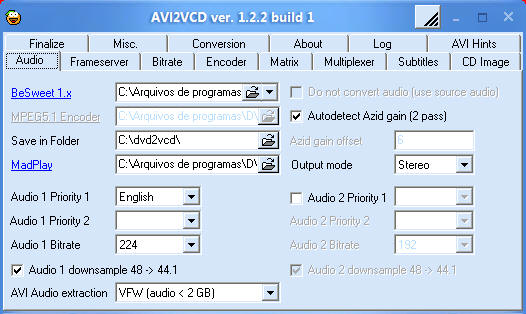 AVI2VCD ver. 1.2.2 build 1
Finalize Misc. Conversion About Log AVI Hints
Audio Frameserver Bitrate Encoder Matrix Multiplexer Subtitles CD Image
BeSweet 1.x C:\Arquivos de programas Do not convert audio (use source audio)
MPEG5.1 Encoder C:\Arquivos de programas\D\ Autodetect Azid gain (2 pass)
Save in Folder C:\dvd2vcd\ Azid gain offset 6
MadPlay C:\Arquivos de programas\D\ Output mode Stereo
Audio 1 Priority 1 English Audio 2 Priority 1
Audio 1 Priority 2 Audio 2 Priority 2
Audio 1 Bitrate 224 Audio 2 Bitrate 192
Audio 1 downsample 48 -> 44.1 Audio 2 downsample 48 -> 44.1
AVI Audio extraction VFW (audio < 2 GB)